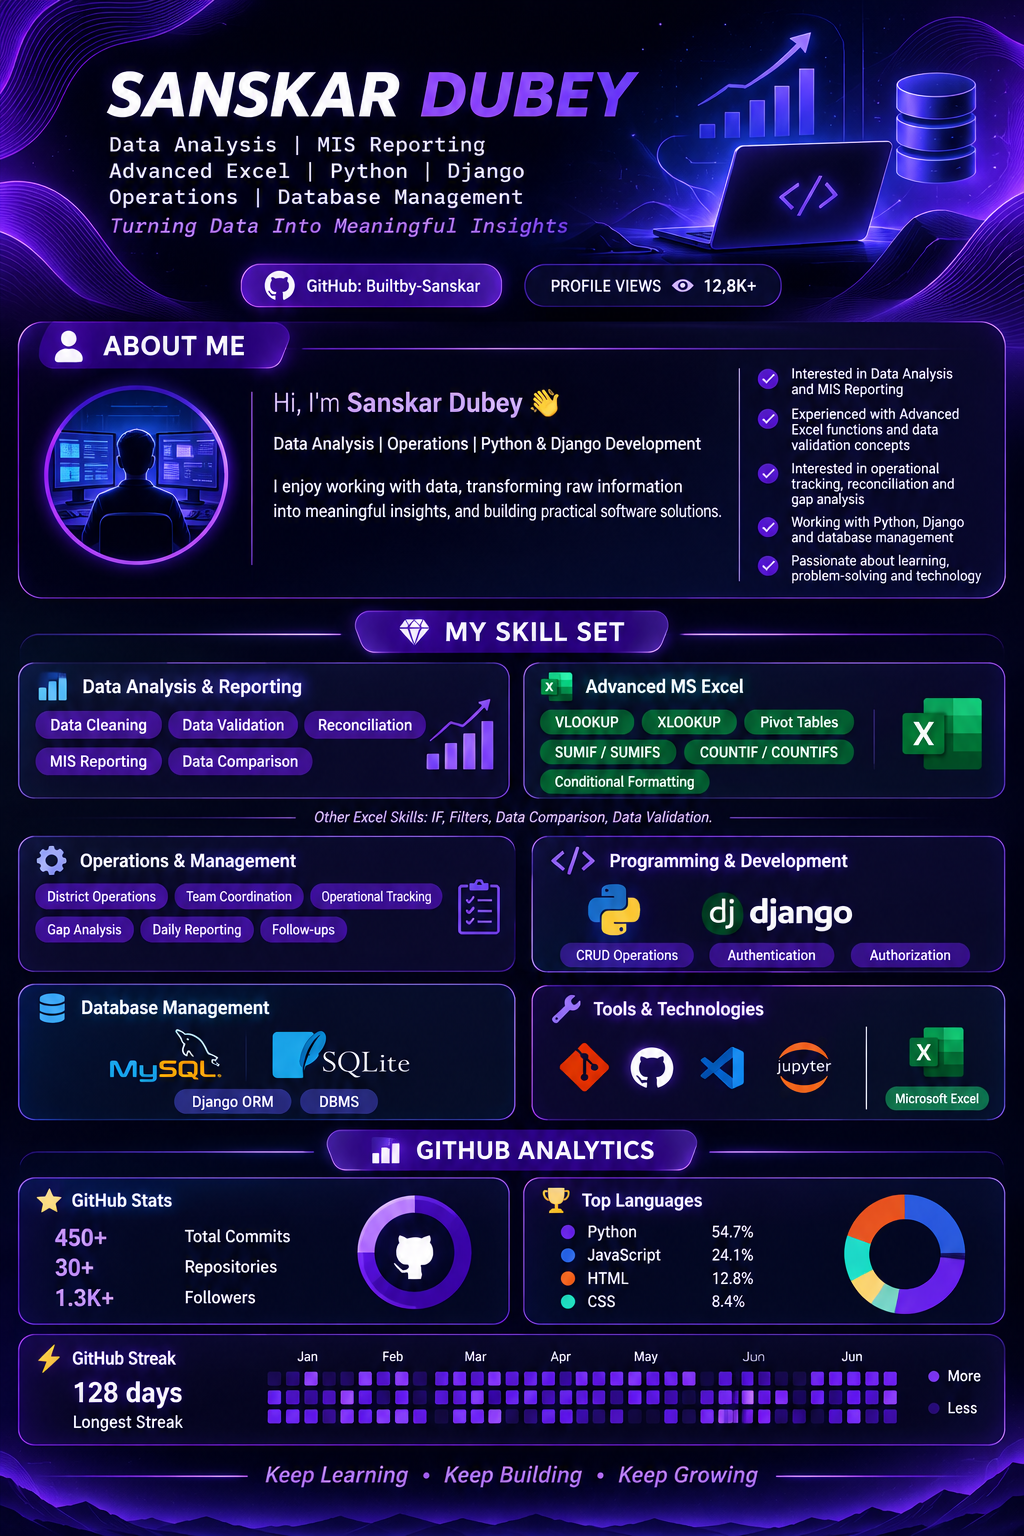 SANSKAR DUBEY
Data Analysis | MIS Reporting
Advanced Excel | Python | Django
Operations | Database Management
Turning Data Into Meaningful Insights
</>
GitHub: Builtby-Sanskar
PROFILE VIEWS 12,8K+
ABOUT ME
Hi, I'm Sanskar Dubey 👋
Data Analysis | Operations | Python & Django Development
I enjoy working with data, transforming raw information
into meaningful insights, and building practical software solutions.
Interested in Data Analysis
and MIS Reporting
Experienced with Advanced
Excel functions and data
validation concepts
Interested in operational
tracking, reconciliation and
gap analysis
Working with Python, Django
and database management
Passionate about learning,
problem-solving and technology
MY SKILL SET
Data Analysis & Reporting
Data Cleaning Data Validation Reconciliation
MIS Reporting Data Comparison
X Advanced MS Excel
VLOOKUP XLOOKUP Pivot Tables
SUMIF / SUMIFS COUNTIF / COUNTIFS
Conditional Formatting
X
Other Excel Skills: IF, Filters, Data Comparison, Data Validation.
Operations & Management
District Operations Team Coordination Operational Tracking
Gap Analysis Daily Reporting Follow-ups
</> Programming & Development
dj django
CRUD Operations Authentication Authorization
Database Management
MySQL. SQLite
Django ORM DBMS
Tools & Technologies
jupyter
X
Microsoft Excel
GITHUB ANALYTICS
GitHub Stats
450+ Total Commits
30+ Repositories
1.3K+ Followers
Top Languages
Python 54.7%
JavaScript 24.1%
HTML 12.8%
CSS 8.4%
GitHub Streak
128 days
Longest Streak
Jan Feb Mar Apr May Jun Jun
More
Less
Keep Learning • Keep Building • Keep Growing